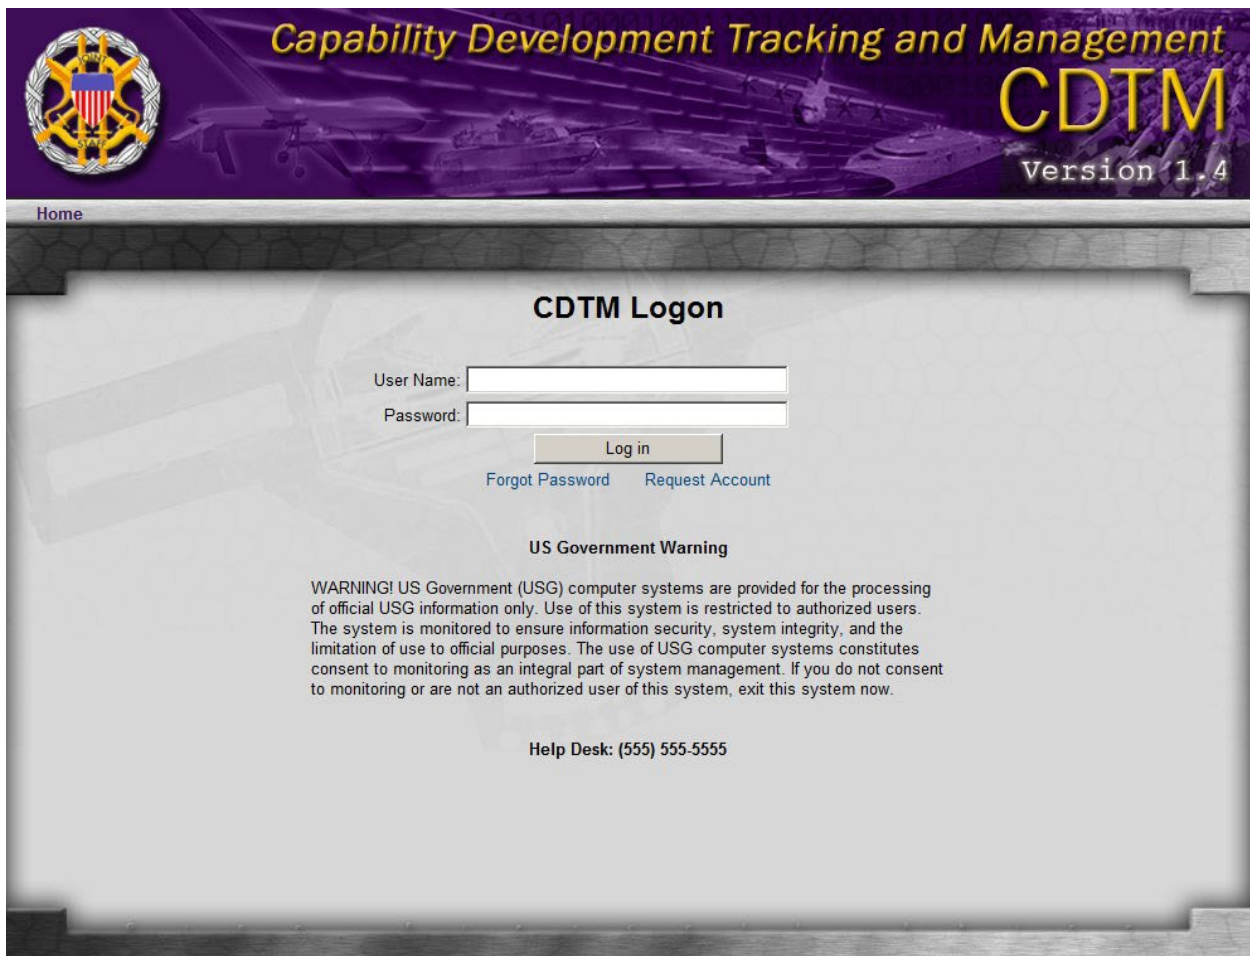 Capability Development Tracking and Management
CDTM
Version 1.4
JOINT
STAFF
Home
CDTM Logon
User Name:
Password:
Log in
Forgot Password Request Account
US Government Warning
WARNING! US Government (USG) computer systems are provided for the processing
of official USG information only. Use of this system is restricted to authorized users.
The system is monitored to ensure information security, system integrity, and the
limitation of use to official purposes. The use of USG computer systems constitutes
consent to monitoring as an integral part of system management. If you do not consent
to monitoring or are not an authorized user of this system, exit this system now.
Help Desk: (555) 555-5555